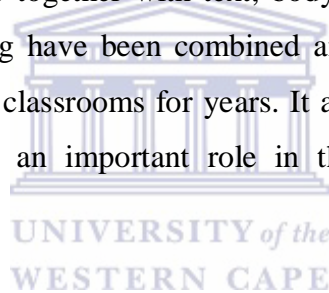 together with text, body
g have been combined a
classrooms for years. It a
an important role in th
UNIVERSITY of the
WESTERN CAPE